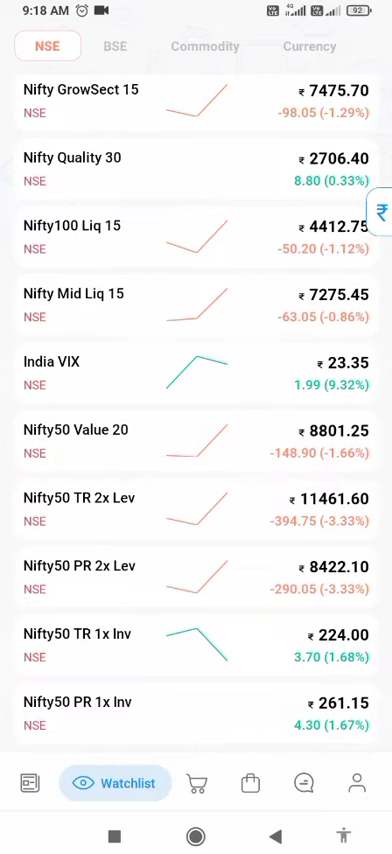 9:18 AM
4G
92
NSE
BSE
Commodity
Currency
Nifty GrowSect 15
₹ 7475.70
NSE
-98.05 (-1.29%)
Nifty Quality 30
₹ 2706.40
NSE
8.80 (0.33%)
₹
Nifty100 Liq 15
₹ 4412.75
NSE
-50.20 (-1.12%)
Nifty Mid Liq 15
₹ 7275.45
NSE
-63.05 (-0.86%)
India VIX
₹ 23.35
NSE
1.99 (9.32%)
Nifty50 Value 20
₹ 8801.25
NSE
-148.90 (-1.66%)
Nifty50 TR 2x Lev
₹ 11461.60
NSE
-394.75 (-3.33%)
Nifty50 PR 2x Lev
₹ 8422.10
NSE
-290.05 (-3.33%)
Nifty50 TR 1x Inv
₹ 224.00
NSE
3.70 (1.68%)
Nifty50 PR 1x Inv
₹ 261.15
NSE
4.30 (1.67%)
Watchlist